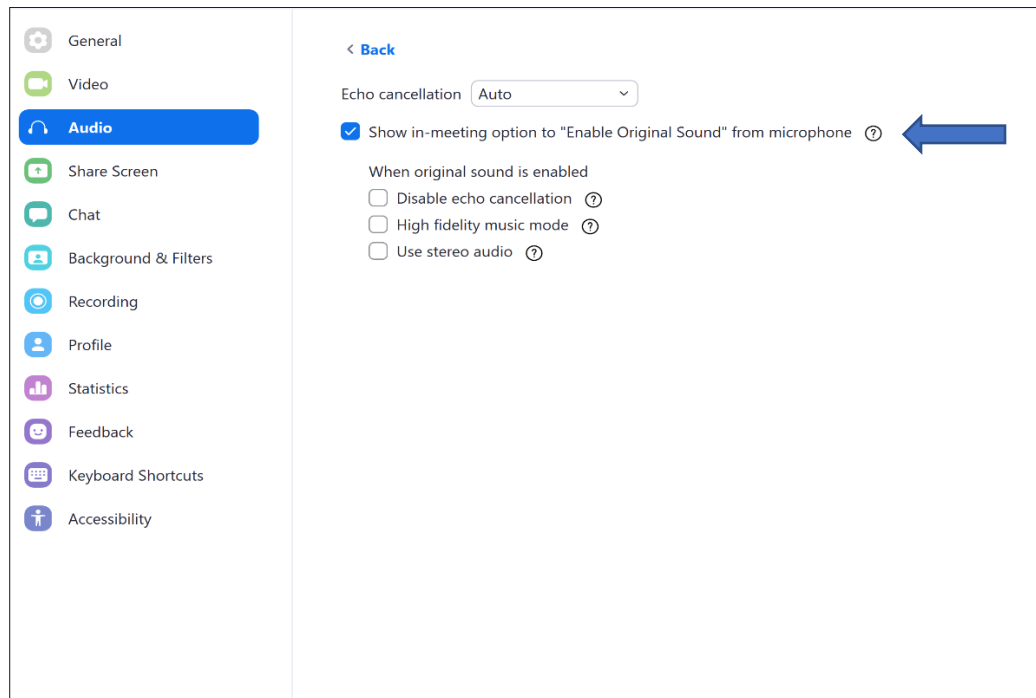 General
Video
Audio
Share Screen
Chat
Background & Filters
Recording
Profile
Statistics
Feedback
Keyboard Shortcuts
Accessibility
< Back
Echo cancellation Auto
Show in-meeting option to "Enable Original Sound" from microphone ?
When original sound is enabled
Disable echo cancellation ?
High fidelity music mode ?
Use stereo audio ?